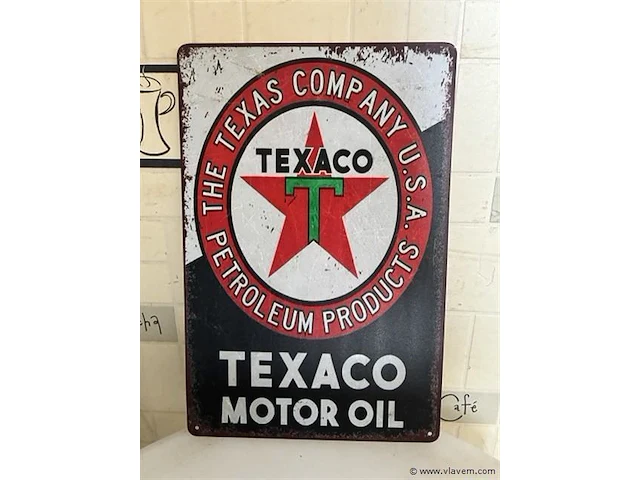 THE TEXAS COMPANY U.S.A.
TEXACO
T
PETROLEUM PRODUCTS
TEXACO
MOTOR OIL
Café
© www.vlavem.com